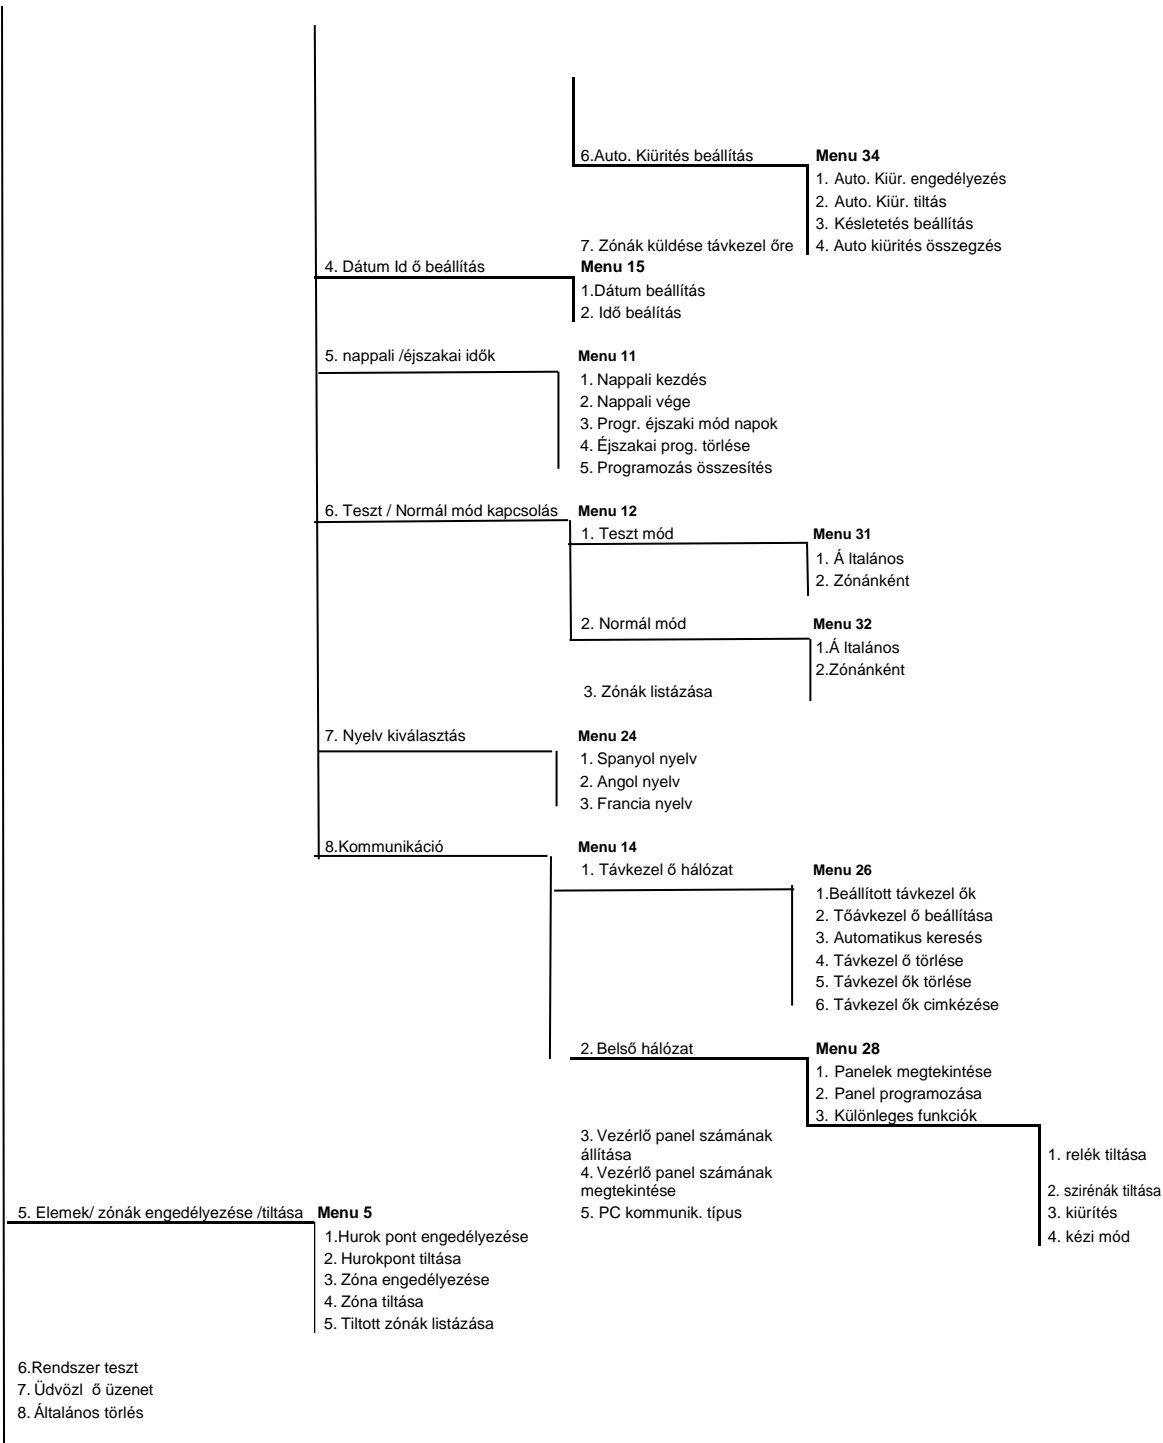 6.Auto. Kiürités beállítás
Menu 34
1. Auto. Kiür. engedélyezés
2. Auto. Kiür. tiltás
3. Késletetés beállítás
7. Zónák küldése távkezel őre
4. Auto kiürités összegzés
4. Dátum Id ő beállítás
Menu 15
1.Dátum beállítás
2. Idő beálítás
5. nappali /éjszakai idők
Menu 11
1. Nappali kezdés
2. Nappali vége
3. Progr. éjszaki mód napok
4. Éjszakai prog. törlése
5. Programozás összesítés
6. Teszt / Normál mód kapcsolás
Menu 12
1. Teszt mód
Menu 31
1. Á ltalános
2. Zónánként
2. Normál mód
Menu 32
1.Á ltalános
2.Zónánként
3. Zónák listázása
7. Nyelv kiválasztás
Menu 24
1. Spanyol nyelv
2. Angol nyelv
3. Francia nyelv
8.Kommunikáció
Menu 14
1. Távkezel ő hálózat
Menu 26
1.Beállított távkezel ők
2. Tőávkezel ő beállítása
3. Automatikus keresés
4. Távkezel ő törlése
5. Távkezel ők törlése
6. Távkezel ők cimkézése
2. Belső hálózat
Menu 28
1. Panelek megtekintése
2. Panel programozása
3. Különleges funkciók
3. Vezérlő panel számának
állítása
1. relék tiltása
4. Vezérlő panel számának
megtekintése
2. szirénák tiltása
5. Elemek/ zónák engedélyezése /tiltása
Menu 5
5. PC kommunik. típus
3. kiürítés
1.Hurok pont engedélyezése
4. kézi mód
2. Hurokpont tiltása
3. Zóna engedélyezése
4. Zóna tiltása
5. Tiltott zónák listázása
6.Rendszer teszt
7. Üdvözl ő üzenet
8. Általános törlés